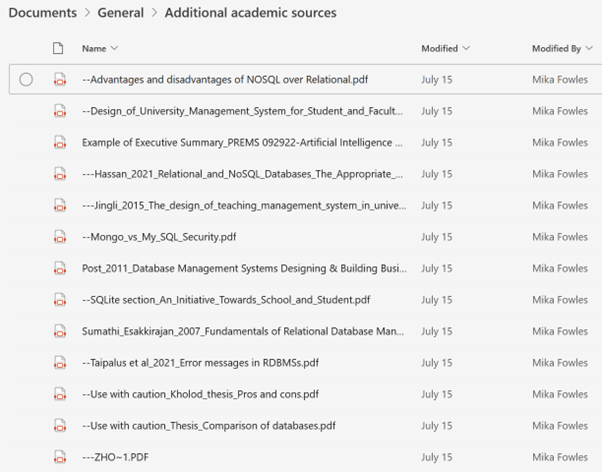 Documents > General > Additional academic sources
Name Modified Modified By
--Advantages and disadvantages of NOSQL over Relational.pdf July 15 Mika Fowles
--Design_of_University_Management_System_for_Student_and_Facult... July 15 Mika Fowles
Example of Executive Summary_PREMS 092922-Artificial Intelligence ... July 15 Mika Fowles
---Hassan_2021_Relational_and_NoSQL_Databases_The_Appropriate_... July 15 Mika Fowles
---Jingli_2015_The_design_of_teaching_management_system_in_unive... July 15 Mika Fowles
--Mongo_vs_My_SQL_Security.pdf July 15 Mika Fowles
Post_2011_Database Management Systems Designing & Building Busi... July 15 Mika Fowles
--SQLite section_An_Initiative_Towards_School_and_Student.pdf July 15 Mika Fowles
Sumathi_Esakkirajan_2007_Fundamentals of Relational Database Man... July 15 Mika Fowles
--Taipalus et al_2021_Error messages in RDBMSs.pdf July 15 Mika Fowles
--Use with caution_Kholod_thesis_Pros and cons.pdf July 15 Mika Fowles
--Use with caution_Thesis_Comparison of databases.pdf July 15 Mika Fowles
---ZHO~1.PDF July 15 Mika Fowles